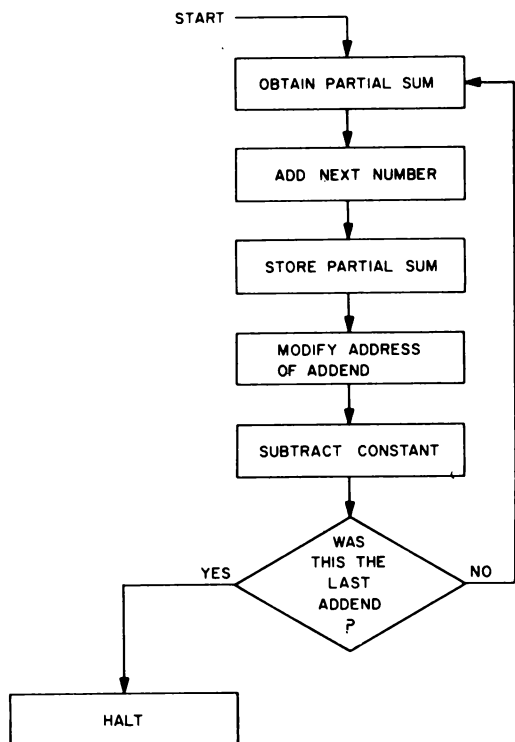 START
OBTAIN PARTIAL SUM
ADD NEXT NUMBER
STORE PARTIAL SUM
MODIFY ADDRESS
OF ADDEND
SUBTRACT CONSTANT
WAS
THIS THE
LAST
ADDEND
?
YES
NO
HALT